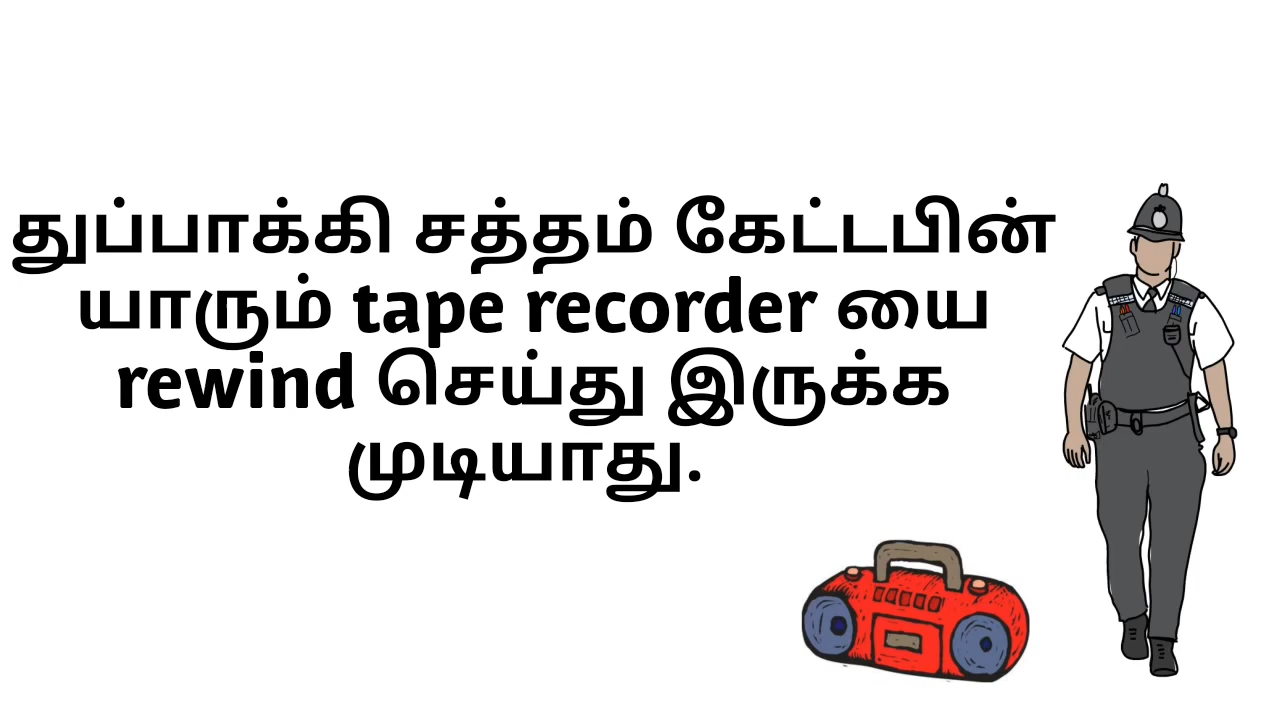 துப்பாக்கி சத்தம் கேட்டபின்
யாரும் tape recorder யை
rewind செய்து இருக்க
முடியாது.